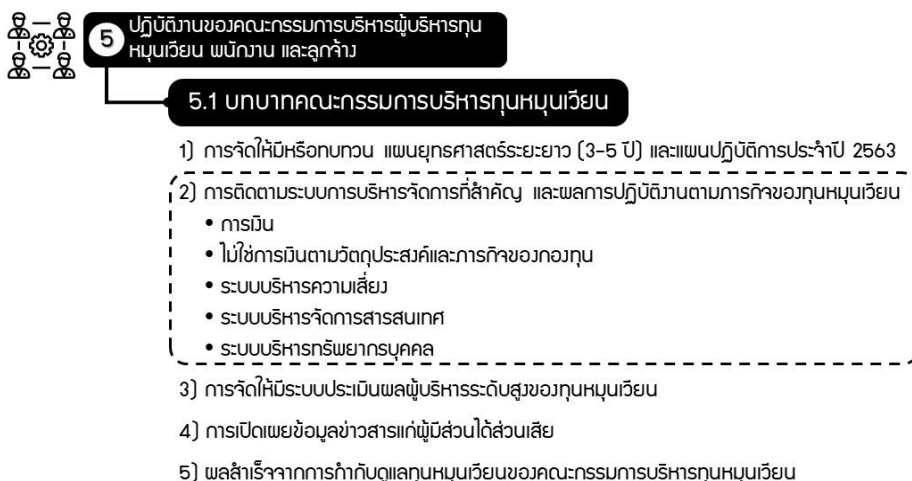 5
ปฏิบัติงานของคณะกรรมการบริหารผู้บริหารทุน
หมุนเวียน พนักงาน และลูกจ้าง
5.1 บทบาทคณะกรรมการบริหารทุนหมุนเวียน
1) การจัดให้มีหรือทบทวน แผนยุทธศาสตร์ระยะยาว (3-5 ปี) และแผนปฏิบัติการประจำปี 2563
2) การติดตามระบบการบริหารจัดการที่สำคัญ และผลการปฏิบัติงานตามภารกิจของทุนหมุนเวียน
• การเงิน
• ไม่ใช่การเงินตามวัตถุประสงค์และภารกิจของกองทุน
• ระบบบริหารความเสี่ยง
• ระบบบริหารจัดการสารสนเทศ
• ระบบบริหารทรัพยากรบุคคล
3) การจัดให้มีระบบประเมินผลผู้บริหารระดับสูงของทุนหมุนเวียน
4) การเปิดเผยข้อมูลข่าวสารแก่ผู้มีส่วนได้ส่วนเสีย
5) ผลสำเร็จจากการกำกับดูแลทุนหมุนเวียนของคณะกรรมการบริหารทุนหมุนเวียน